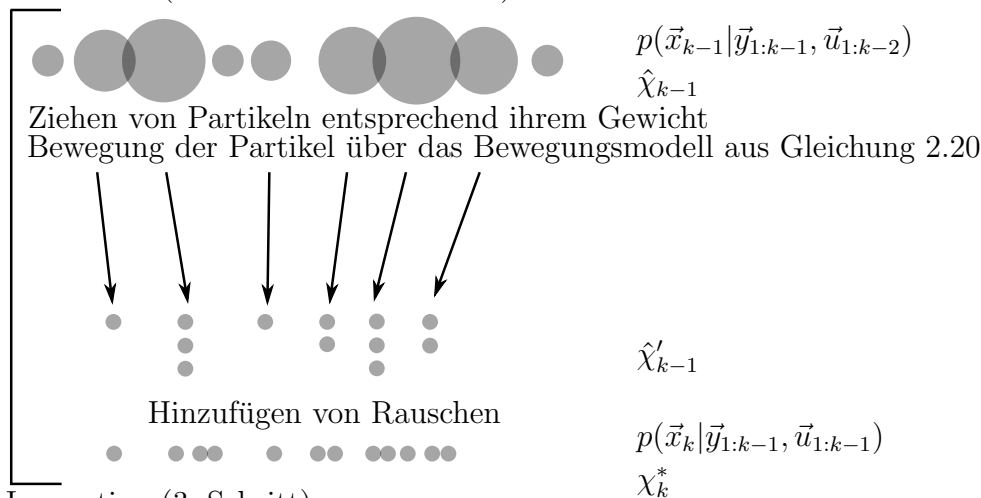 p(\vec{x}_{k-1}|\vec{y}_{1:k-1}, \vec{u}_{1:k-2})
\hat{\chi}_{k-1}
Ziehen von Partikeln entsprechend ihrem Gewicht
Bewegung der Partikel über das Bewegungsmodell aus Gleichung 2.20
\hat{\chi}'_{k-1}
Hinzufügen von Rauschen
p(\vec{x}_k|\vec{y}_{1:k-1}, \vec{u}_{1:k-1})
\chi^*_k